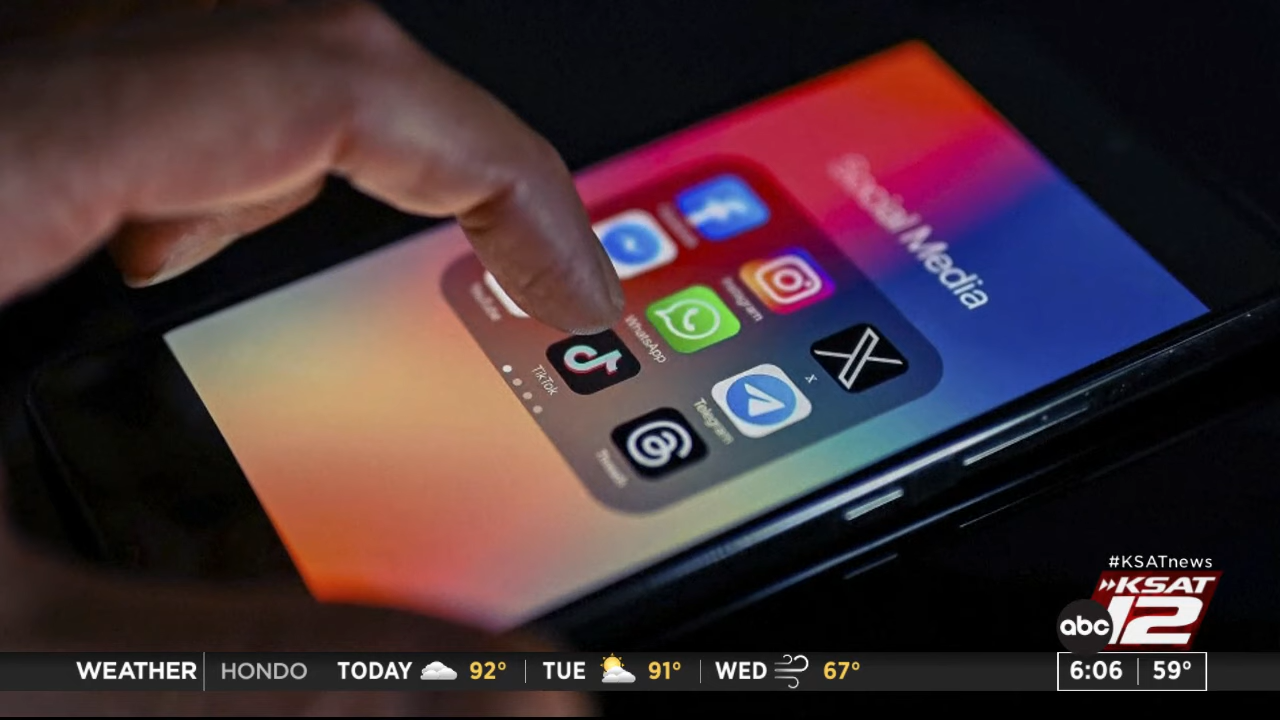 Social Media
Facebook
Instagram
X
WhatsApp
Telegram
YouTube
TikTok
Threads
#KSATnews
KSAT
abc 12
WEATHER HONDO TODAY 92° TUE 91° WED 67° 6:06 59°